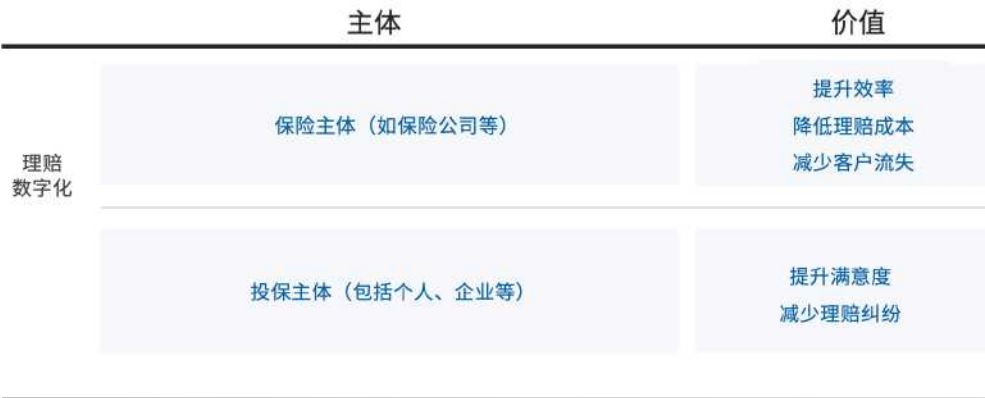 主体
价值
理赔
数字化
保险主体（如保险公司等）
提升效率
降低理赔成本
减少客户流失
投保主体（包括个人、企业等）
提升满意度
减少理赔纠纷